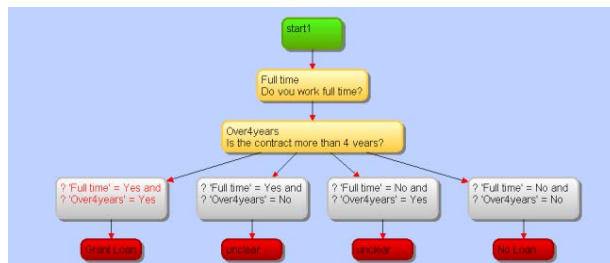 start1
Full time
Do you work full time?
Over4years
Is the contract more than 4 years?
? 'Full time' = Yes and
? 'Over4years' = Yes
? 'Full time' = Yes and
? 'Over4years' = No
? 'Full time' = No and
? 'Over4years' = Yes
? 'Full time' = No and
? 'Over4years' = No
Grant Loan
unclear
unclear
No Loan